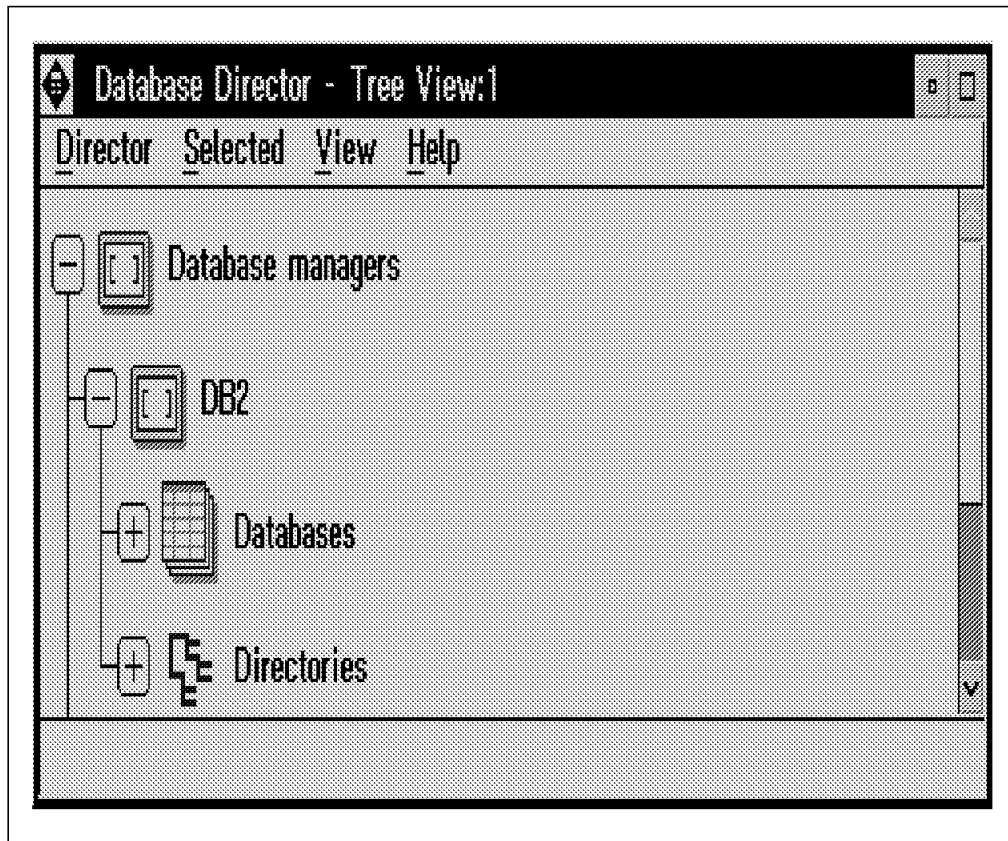 Database Director - Tree View:1
Director Selected View Help
Database managers
DB2
Databases
Directories